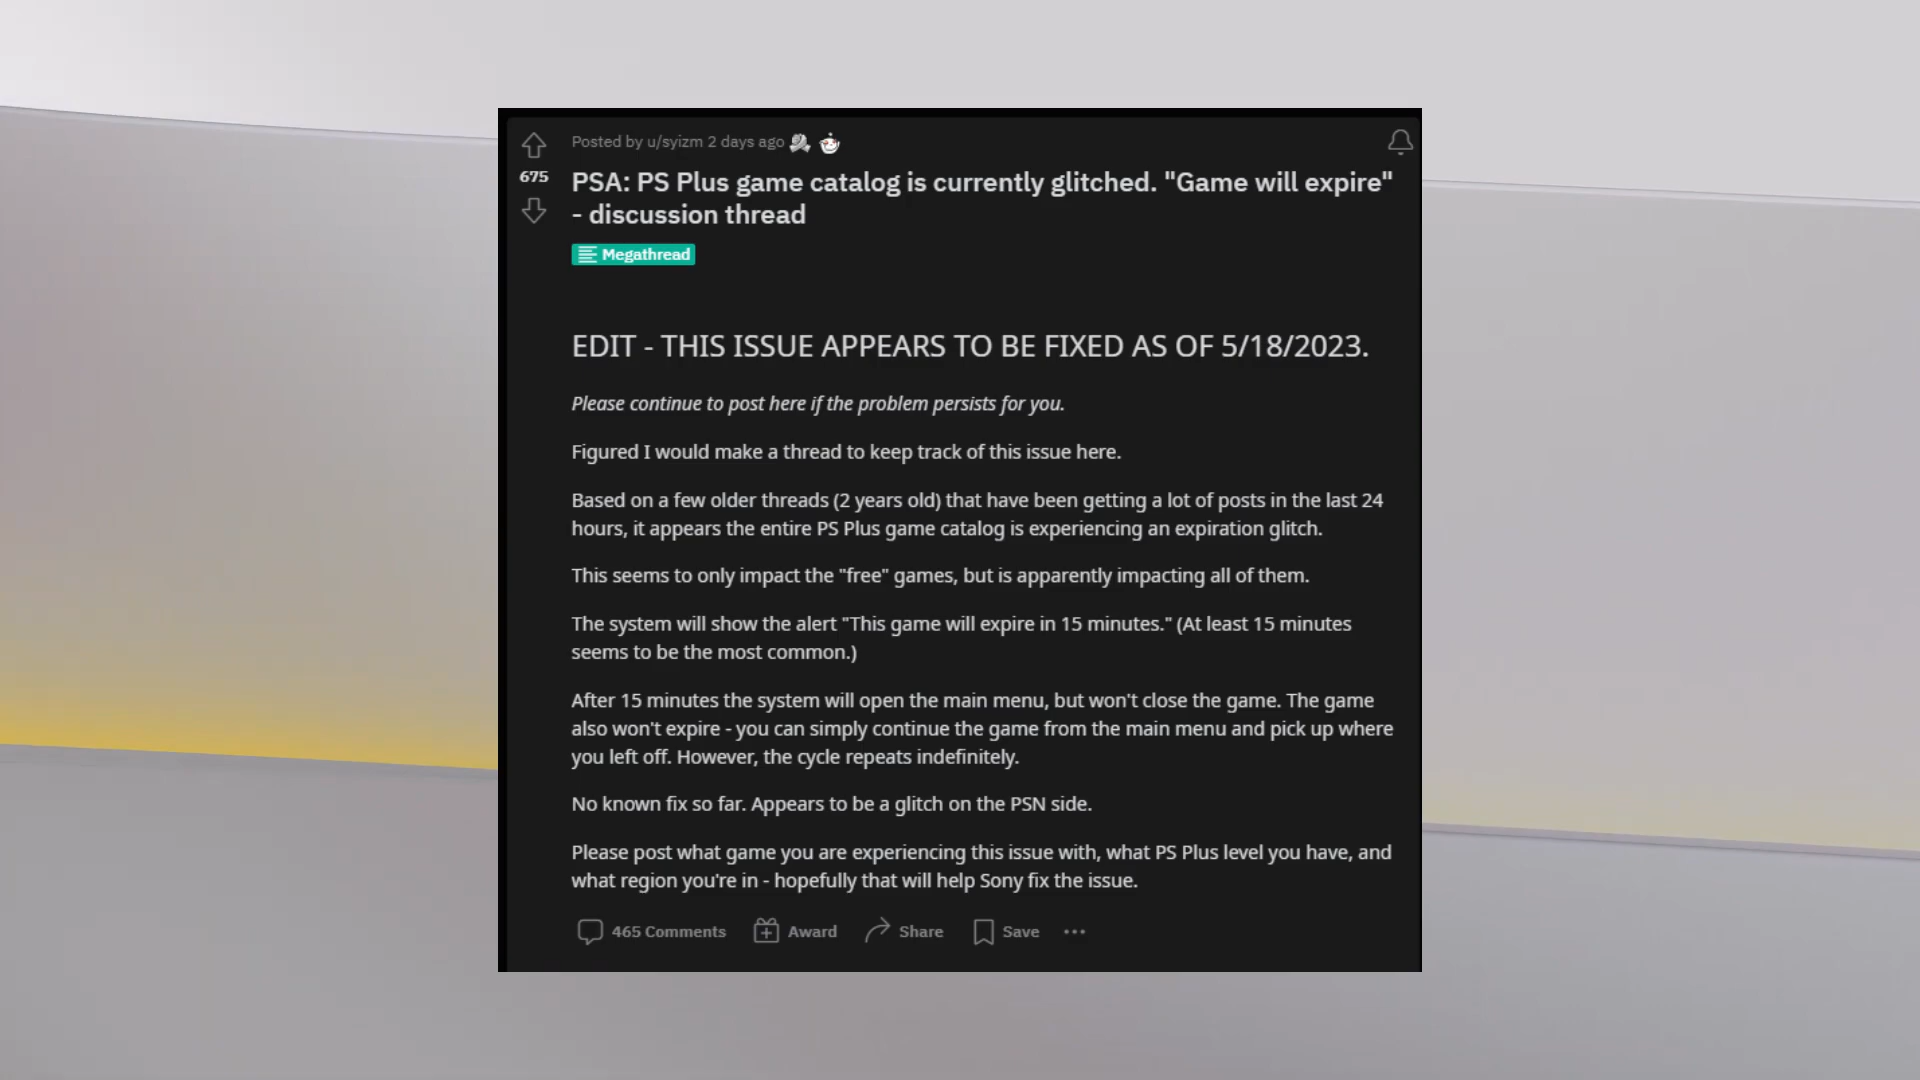 Posted by u/syizm 2 days ago
675
PSA: PS Plus game catalog is currently glitched. "Game will expire"
- discussion thread
Megathread
EDIT - THIS ISSUE APPEARS TO BE FIXED AS OF 5/18/2023.
Please continue to post here if the problem persists for you.
Figured I would make a thread to keep track of this issue here.
Based on a few older threads (2 years old) that have been getting a lot of posts in the last 24
hours, it appears the entire PS Plus game catalog is experiencing an expiration glitch.
This seems to only impact the "free" games, but is apparently impacting all of them.
The system will show the alert "This game will expire in 15 minutes." (At least 15 minutes
seems to be the most common.)
After 15 minutes the system will open the main menu, but won't close the game. The game
also won't expire - you can simply continue the game from the main menu and pick up where
you left off. However, the cycle repeats indefinitely.
No known fix so far. Appears to be a glitch on the PSN side.
Please post what game you are experiencing this issue with, what PS Plus level you have, and
what region you're in - hopefully that will help Sony fix the issue.
465 Comments Award Share Save